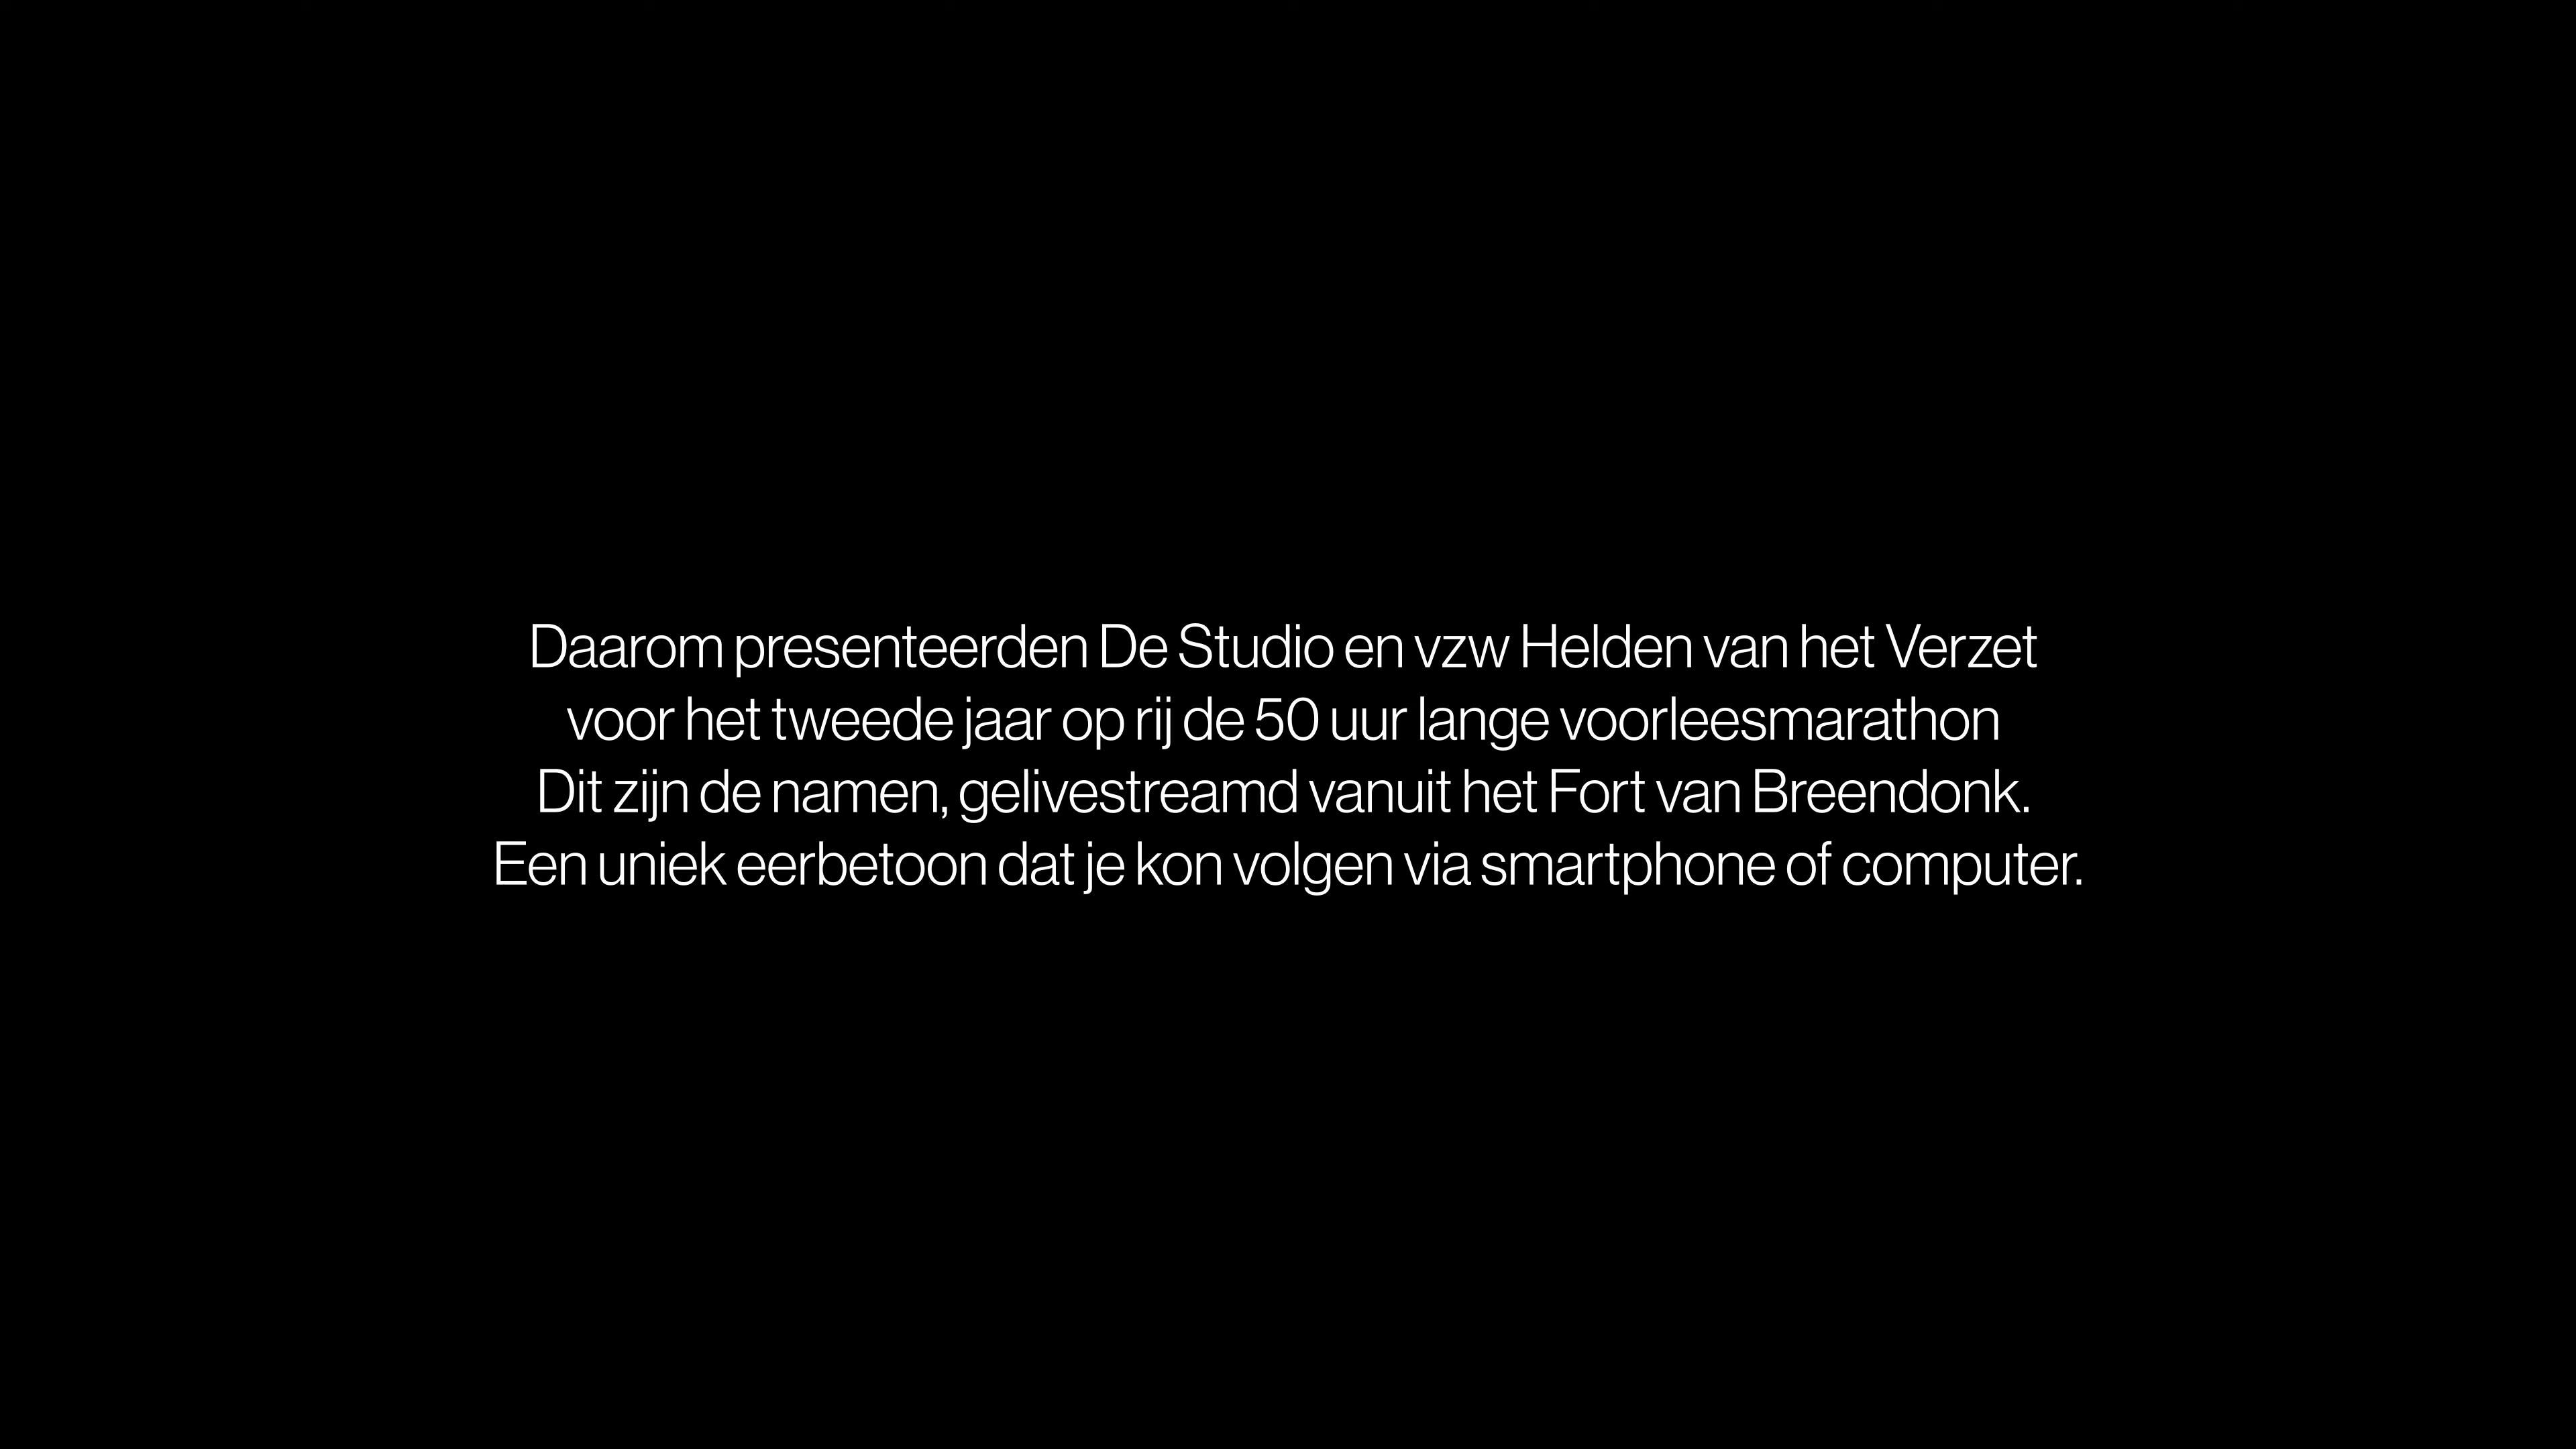 Daarom presenteerden De Studio en vzw Helden van het Verzet
voor het tweede jaar op rij de 50 uur lange voorleesmarathon
Dit zijn de namen, gelivestreamd vanuit het Fort van Breendonk.
Een uniek eerbetoon dat je kon volgen via smartphone of computer.